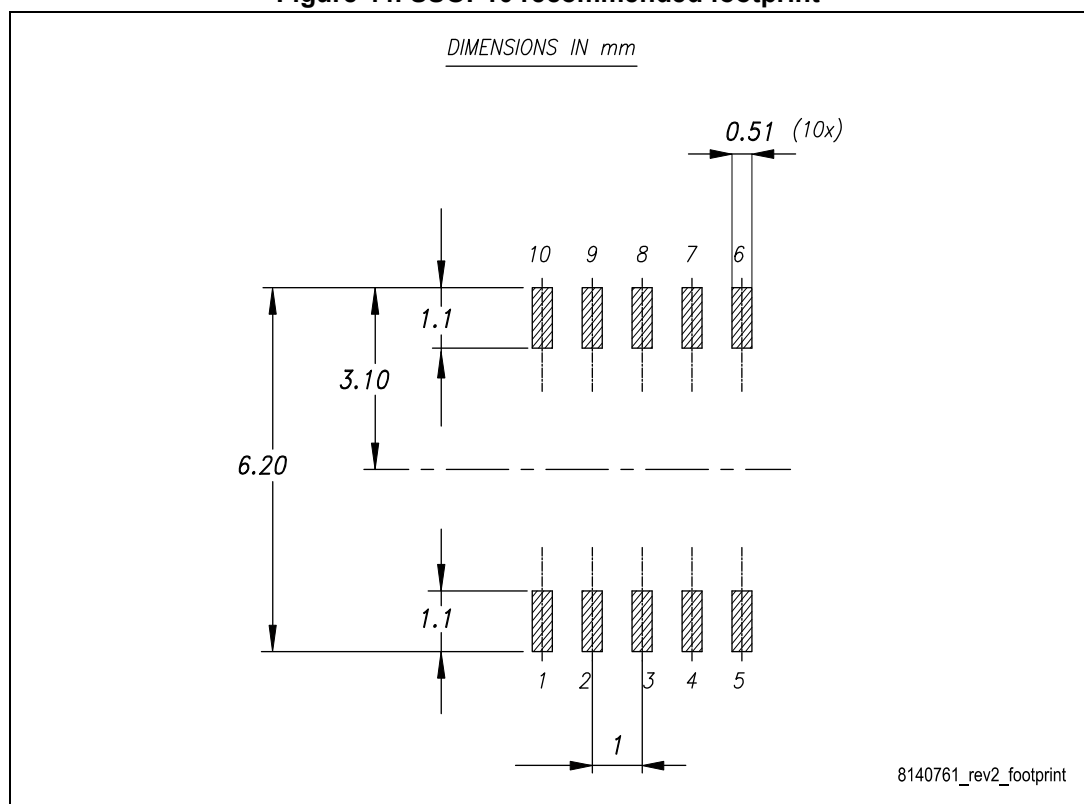 DIMENSIONS IN mm
0.51 (10x)
10 9 8 7 6
1.1
3.10
6.20
1.1
1 2 3 4 5
1
8140761_rev2_footprint